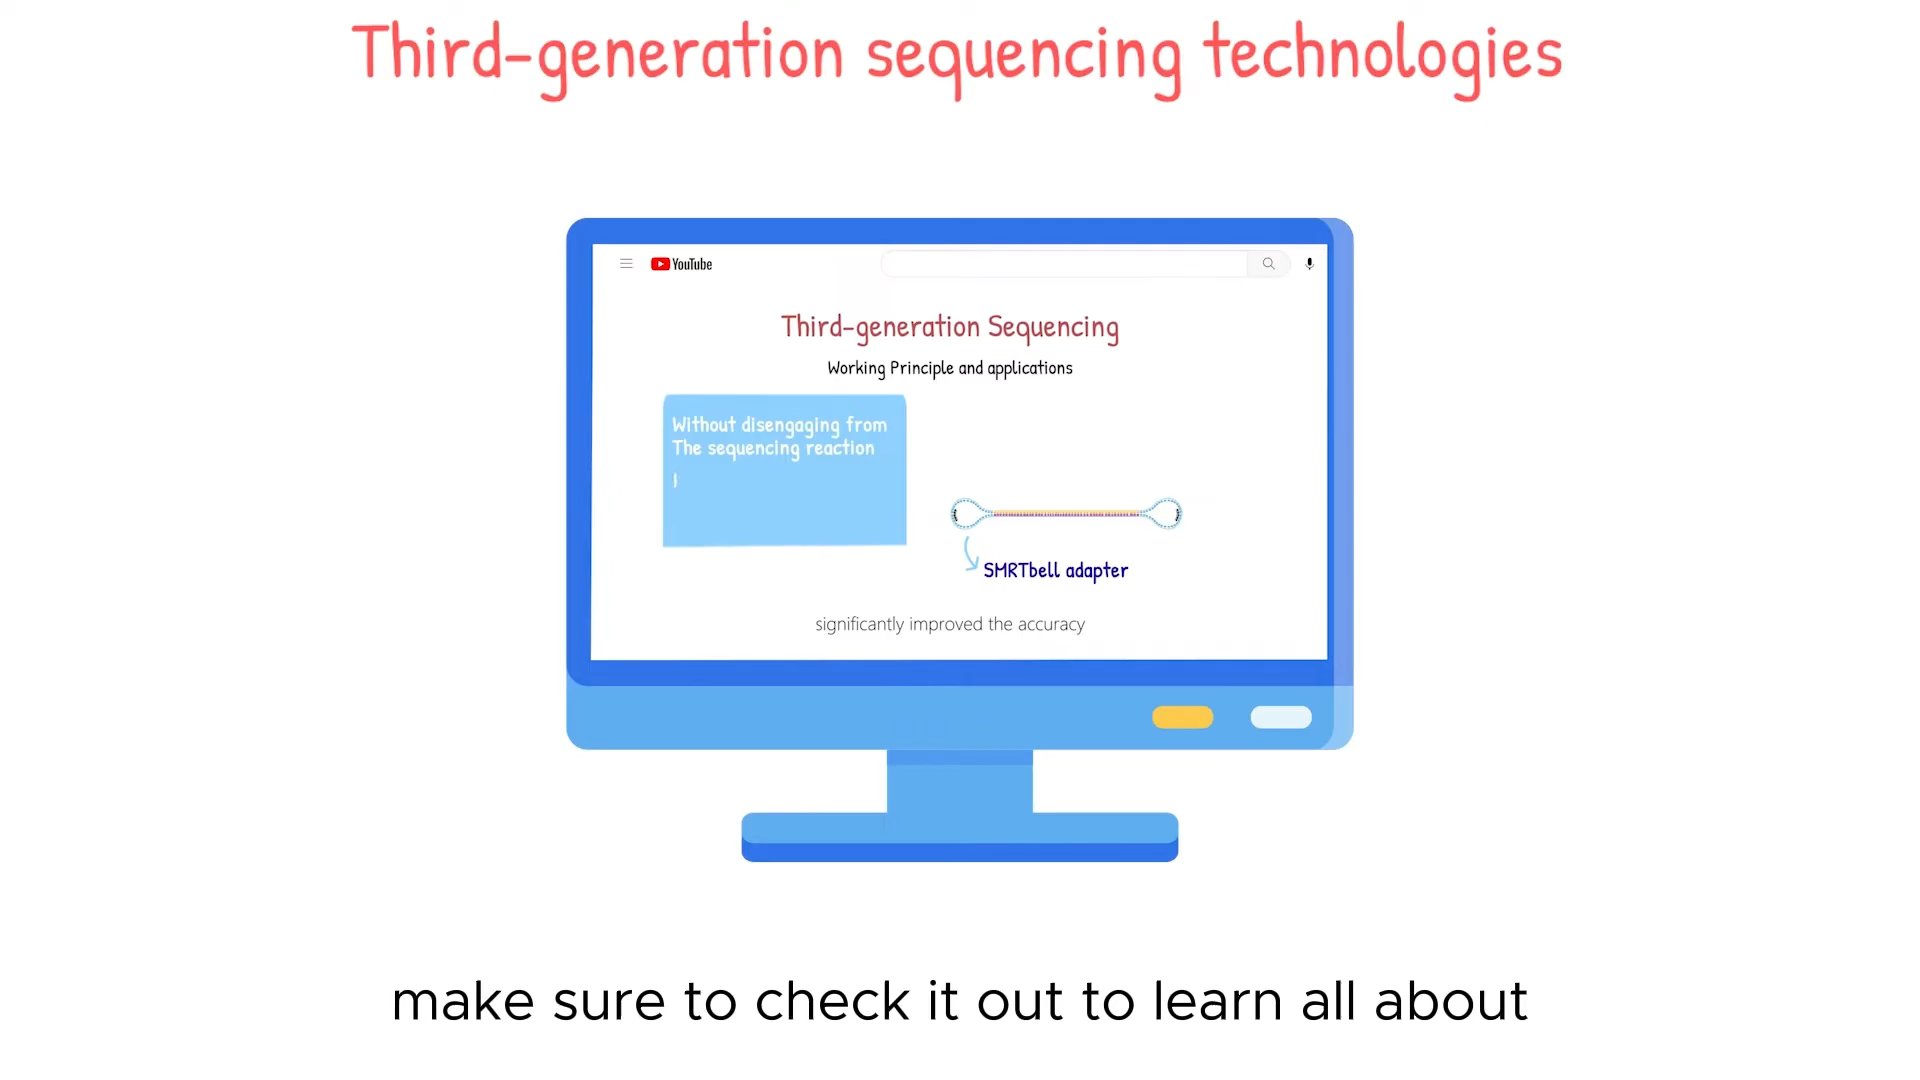 Third-generation sequencing technologies
YouTube
Third-generation Sequencing
Working Principle and applications
Without disengaging from
The sequencing reaction
SMRTbell adapter
significantly improved the accuracy
make sure to check it out to learn all about